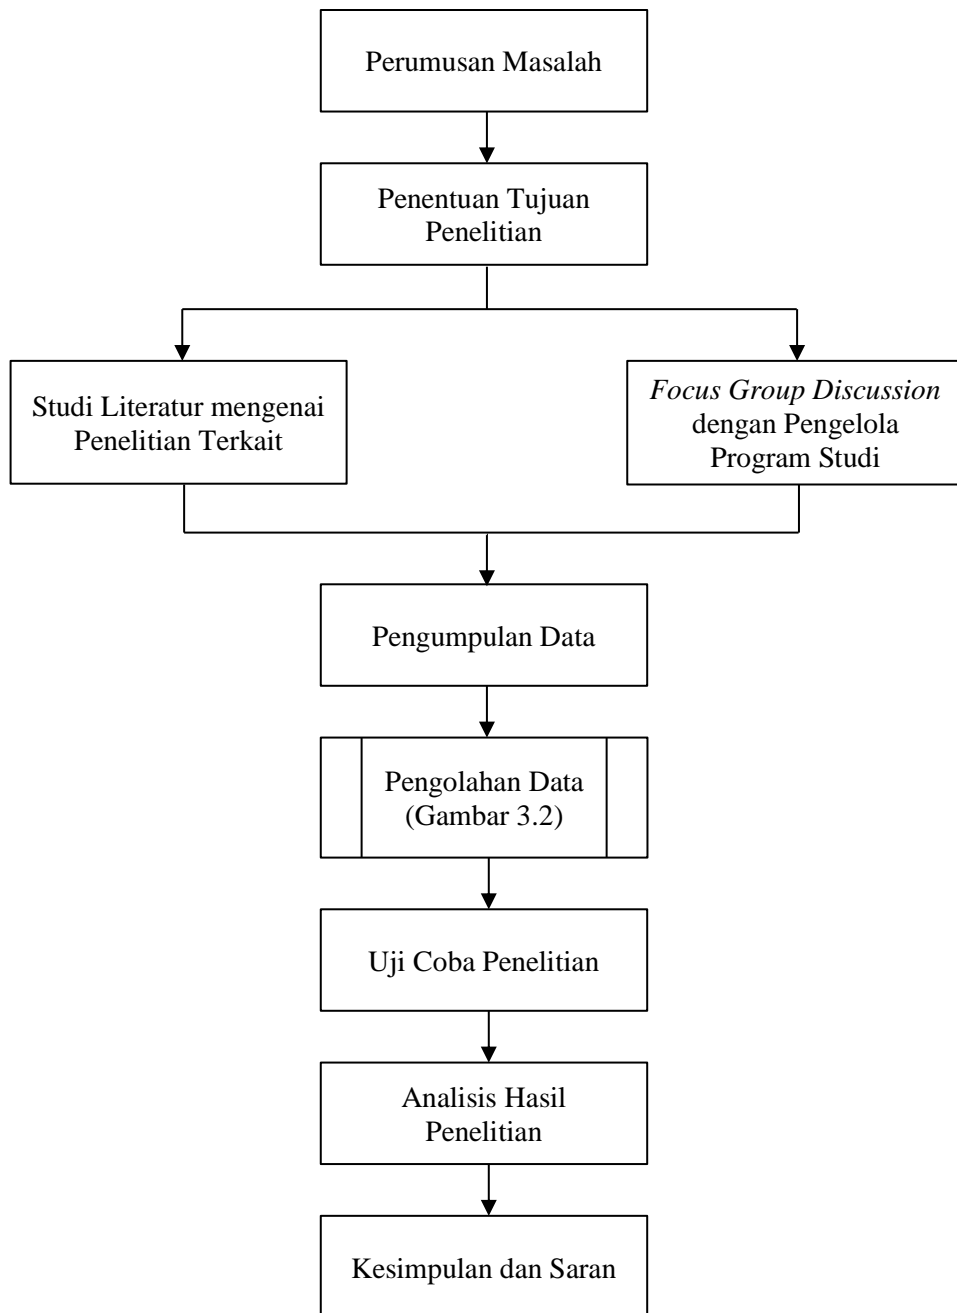 Perumusan Masalah
Penentuan Tujuan
Penelitian
Studi Literatur mengenai
Penelitian Terkait
Focus Group Discussion
dengan Pengelola
Program Studi
Pengumpulan Data
Pengolahan Data
(Gambar 3.2)
Uji Coba Penelitian
Analisis Hasil
Penelitian
Kesimpulan dan Saran